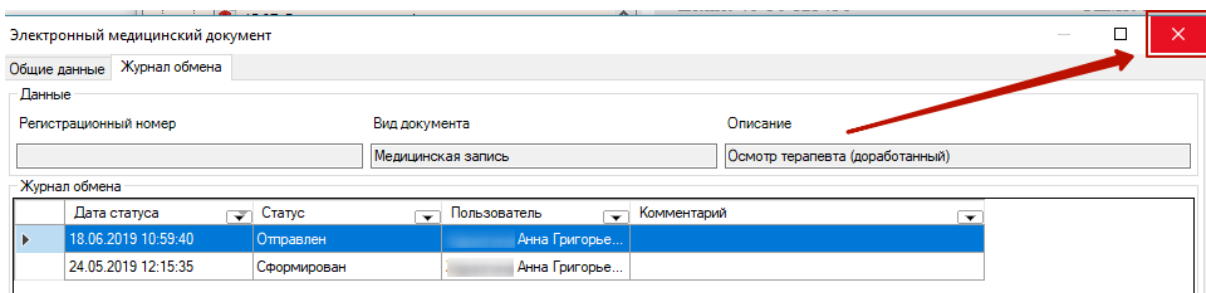 Электронный медицинский документ
Общие данные Журнал обмена
Данные
Регистрационный номер Вид документа Описание
Медицинская запись Осмотр терапевта (доработанный)
Журнал обмена
Дата статуса Статус Пользователь Комментарий
18.06.2019 10:59:40 Отправлен Анна Григорье...
24.05.2019 12:15:35 Сформирован Анна Григорье...